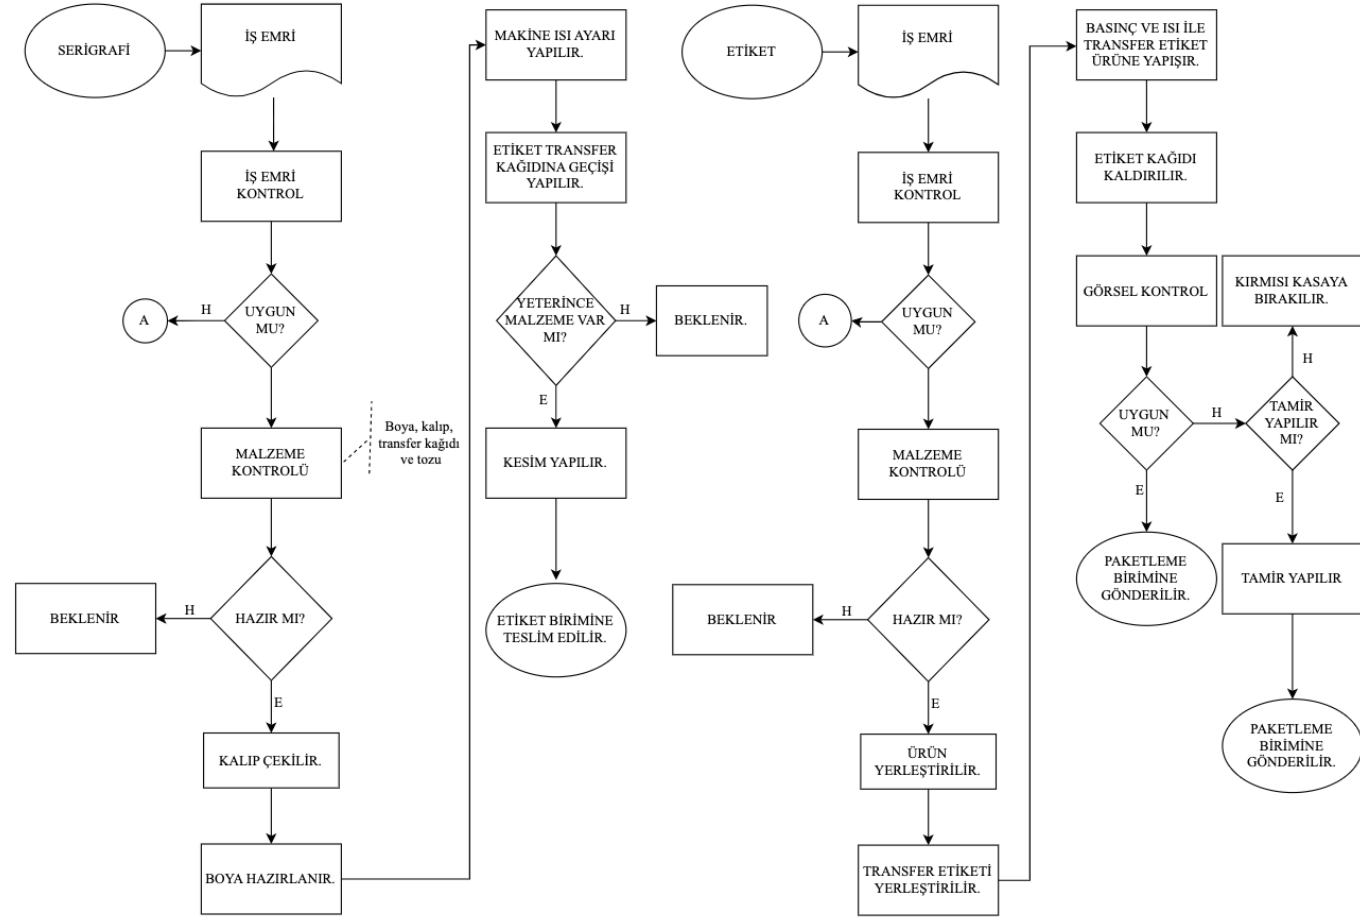 SERİGRAFİ
İŞ EMRİ
İŞ EMRİ
KONTROL
UYGUN
MU?
H
A
MALZEME
KONTROLÜ
Boya, kalıp,
transfer kağıdı
ve tozu
HAZIR MI?
H
BEKLENİR
E
KALIP ÇEKİLİR.
BOYA HAZIRLANIR.
MAKİNE ISI AYARI
YAPILIR.
ETİKET TRANSFER
KAĞIDINA GEÇİŞİ
YAPILIR.
YETERİNCE
MALZEME VAR
MI?
H
BEKLENİR.
E
KESİM YAPILIR.
ETİKET BİRİMİNE
TESLİM EDİLİR.
ETİKET
İŞ EMRİ
İŞ EMRİ
KONTROL
UYGUN
MU?
A
MALZEME
KONTROLÜ
HAZIR MI?
H
BEKLENİR
E
ÜRÜN
YERLEŞTİRİLİR.
TRANSFER ETİKETİ
YERLEŞTİRİLİR.
BASINÇ VE ISI İLE
TRANSFER ETİKET
ÜRÜNE YAPIŞIR.
ETİKET KAĞIDI
KALDIRILIR.
GÖRSEL KONTROL
UYGUN
MU?
H
E
PAKETLEME
BİRİMİNE
GÖNDERİLİR.
TAMİR
YAPILIR
MI?
H
KIRMISI KASAYA
BIRAKILIR.
E
TAMİR YAPILIR
PAKETLEME
BİRİMİNE
GÖNDERİLİR.